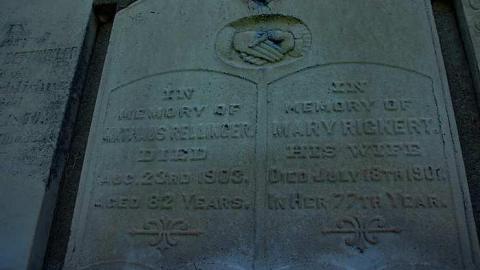 IN
MEMORY OF
RELLINGER.
DIED
AUG. 23RD 1903.
AGED 82 YEARS.
IN
MEMORY OF
MARY RICKERT.
HIS WIFE
DIED JULY 18TH 1901.
IN HER 77TH YEAR.